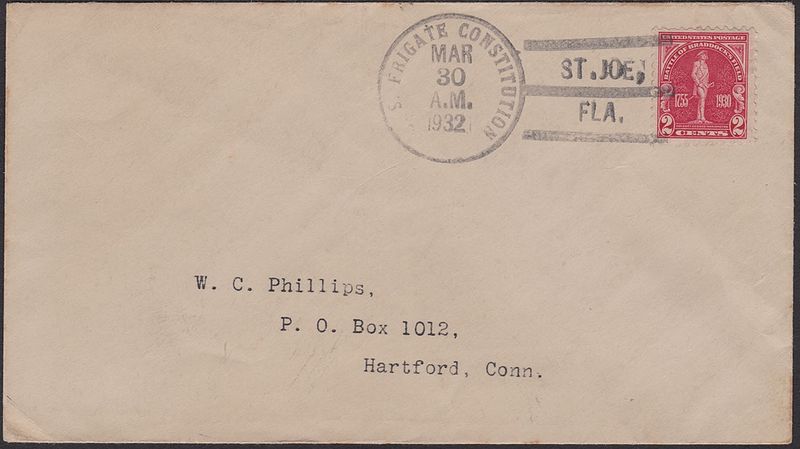 S. FRIGATE CONSTITUTION
MAR
30
A.M.
1932
ST. JOE,
FLA.
UNITED STATES POSTAGE
BATTLE OF BRADDOCK'S FIELD
1755 1930
2 CENTS 2
W. C. Phillips,
P. O. Box 1012,
Hartford, Conn.